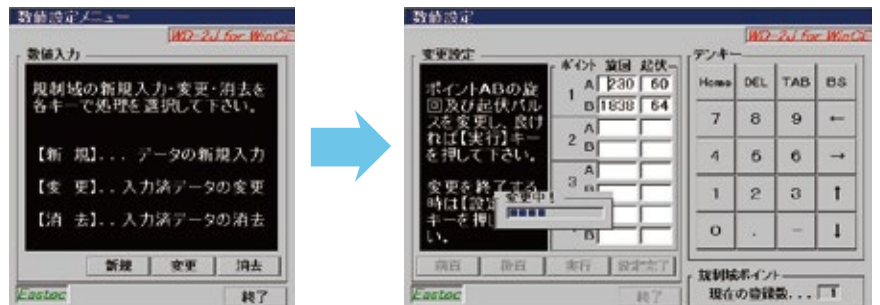 数値設定メニュー
WD-2J for WinCE
数値入力
規制域の新規入力・変更・消去を
各キーで処理を選択して下さい。
【新　規】... データの新規入力
【変　更】.. 入力済データの変更
【消　去】.. 入力済データの消去
新規 変更 消去
Eastoc 終了
数値設定
WD-2J for WinCE
変更設定
ポイントABの旋
回及び起伏パル
スを変更し、良け
れば【実行】キー
を押して下さい。
変更を終了する
時は【設定
キーを押し
い。
ポイント 旋回 起伏
1 A 230 60
B 1838 64
2 A
B
3 A
B
変更中！
B
前百 後百 実行 設定完了
Eastoc 終了
テンキー
Home DEL TAB BS
7 8 9 ←
4 5 6 →
1 2 3 ↑
0 . - ↓
規制域ポイント
現在の登録数... 1